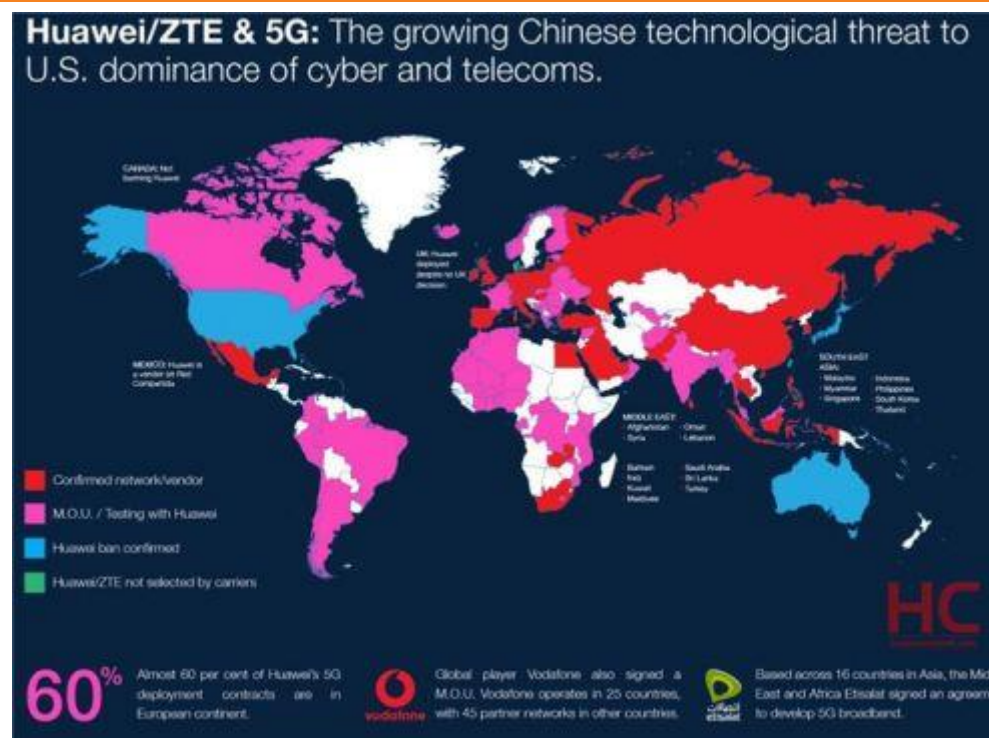 Huawei/ZTE & 5G: The growing Chinese technological threat to
U.S. dominance of cyber and telecoms.
CANADA: Not
banning Huawei
UK: Huawei
deployed
despite no UK
decision
MEXICO: Huawei is
a vendor on Red
Compartida
SOUTH EAST
ASIA:
· Malaysia · Indonesia
· Myanmar · Philippines
· Singapore · South Korea
· Thailand
MIDDLE EAST:
· Afghanistan · Oman
· Syria · Lebanon
· Bahrain · Saudi Arabia
· Iraq · Sri Lanka
· Kuwait · Turkey
· Maldives
Confirmed network/vendor
M.O.U. / Testing with Huawei
Huawei ban confirmed
Huawei/ZTE not selected by carriers
HC
60%
Almost 60 per cent of Huawei's 5G
deployment contracts are in
European continent.
vodafone
Global player Vodafone also signed a
M.O.U. Vodafone operates in 25 countries,
with 45 partner networks in other countries.
اتصالات
etisalat
Based across 16 countries in Asia, the Mid
East and Africa Etisalat signed an agreem
to develop 5G broadband.